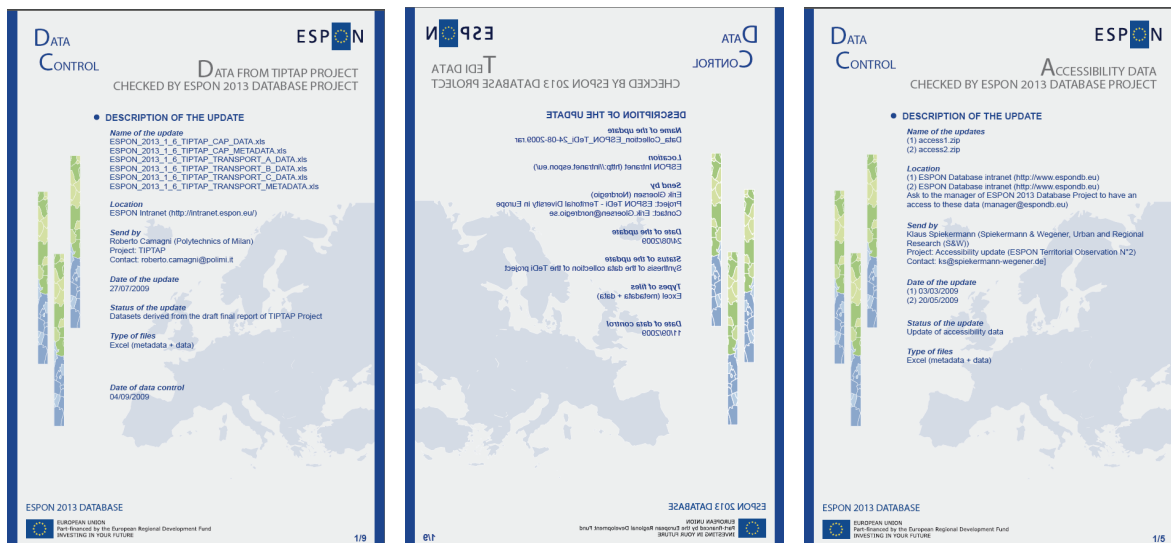 DATA
CONTROL
ESPON
DATA FROM TIPTAP PROJECT
CHECKED BY ESPON 2013 DATABASE PROJECT
DESCRIPTION OF THE UPDATE
Name of the update
ESPON_2013_1_6_TIPTAP_CAP_DATA.xls
ESPON_2013_1_6_TIPTAP_CAP_METADATA.xls
ESPON_2013_1_6_TIPTAP_TRANSPORT_A_DATA.xls
ESPON_2013_1_6_TIPTAP_TRANSPORT_B_DATA.xls
ESPON_2013_1_6_TIPTAP_TRANSPORT_C_DATA.xls
ESPON_2013_1_6_TIPTAP_TRANSPORT_METADATA.xls
Location
ESPON Intranet (http://intranet.espon.eu/)
Send by
Roberto Camagni (Polytechnics of Milan)
Project: TIPTAP
Contact: roberto.camagni@polimi.it
Date of the update
27/07/2009
Status of the update
Datasets derived from the draft final report of TIPTAP Project
Type of files
Excel (metadata + data)
Date of data control
04/09/2009
ESPON 2013 DATABASE
EUROPEAN UNION
Part-financed by the European Regional Development Fund
INVESTING IN YOUR FUTURE
1/9
DATA
CONTROL
ESPON
TEDI DATA
CHECKED BY ESPON 2013 DATABASE PROJECT
DESCRIPTION OF THE UPDATE
Name of the update
Data_Collection_ESPON_TeDi_24-08-2009.rar
Location
ESPON Intranet (http://intranet.espon.eu/)
Send by
Erik Gloersen (Nordregio)
Project: ESPON TeDi - Territorial Diversity in Europe
Contact: Erik.Gloersen@nordregio.se
Date of the update
24/08/2009
Status of the update
Synthesis of the data collection of the TeDi project
Types of files
Excel (metadata + data)
Date of data control
11/09/2009
ESPON 2013 DATABASE
EUROPEAN UNION
Part-financed by the European Regional Development Fund
INVESTING IN YOUR FUTURE
1/9
DATA
CONTROL
ESPON
ACCESSIBILITY DATA
CHECKED BY ESPON 2013 DATABASE PROJECT
DESCRIPTION OF THE UPDATE
Name of the updates
(1) access1.zip
(2) access2.zip
Location
(1) ESPON Database intranet (http://www.espondb.eu)
(2) ESPON Database intranet (http://www.espondb.eu)
Ask to the manager of ESPON 2013 Database Project to have an
access to these data (manager@espondb.eu)
Send by
Klaus Spiekermann (Spiekermann & Wegener, Urban and Regional
Research (S&W))
Project: Accessibility update (ESPON Territorial Observation N°2)
Contact: ks@spiekermann-wegener.de]
Date of the update
(1) 03/03/2009
(2) 20/05/2009
Status of the update
Update of accessibility data
Type of files
Excel (metadata + data)
ESPON 2013 DATABASE
EUROPEAN UNION
Part-financed by the European Regional Development Fund
INVESTING IN YOUR FUTURE
1/5